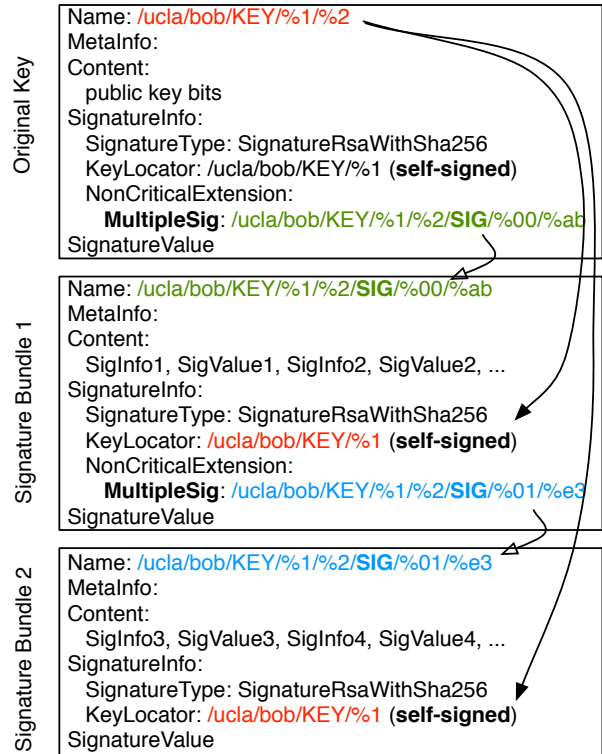 Original Key
Name: /ucla/bob/KEY/%1/%2
MetaInfo:
Content:
public key bits
SignatureInfo:
SignatureType: SignatureRsaWithSha256
KeyLocator: /ucla/bob/KEY/%1 (self-signed)
NonCriticalExtension:
MultipleSig: /ucla/bob/KEY/%1/%2/SIG/%00/%ab
SignatureValue
Signature Bundle 1
Name: /ucla/bob/KEY/%1/%2/SIG/%00/%ab
MetaInfo:
Content:
SigInfo1, SigValue1, SigInfo2, SigValue2, ...
SignatureInfo:
SignatureType: SignatureRsaWithSha256
KeyLocator: /ucla/bob/KEY/%1 (self-signed)
NonCriticalExtension:
MultipleSig: /ucla/bob/KEY/%1/%2/SIG/%01/%e3
SignatureValue
Signature Bundle 2
Name: /ucla/bob/KEY/%1/%2/SIG/%01/%e3
MetaInfo:
Content:
SigInfo3, SigValue3, SigInfo4, SigValue4, ...
SignatureInfo:
SignatureType: SignatureRsaWithSha256
KeyLocator: /ucla/bob/KEY/%1 (self-signed)
SignatureValue